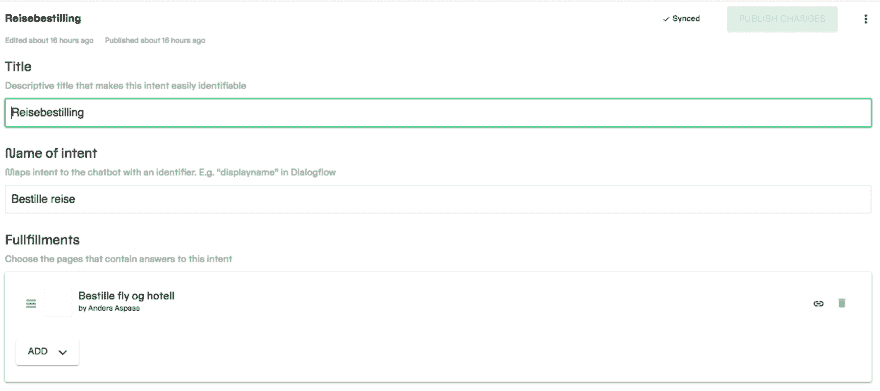 Reisebestilling
Synced
PUBLISH CHANGES
Edited about 16 hours ago Published about 16 hours ago
Title
Descriptive title that makes this intent easily identifiable
Reisebestilling
Name of intent
Maps intent to the chatbot with an identifier. E.g. "displayname" in Dialogflow
Bestille reise
Fullfillments
Choose the pages that contain answers to this intent
Bestille fly og hotell
by Anders Aspaas
ADD